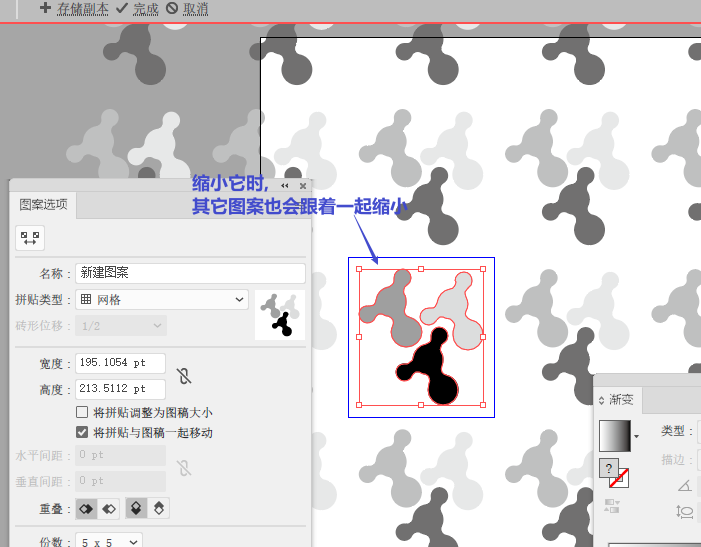 存储副本 完成 取消
缩小它时,
其它图案也会跟着一起缩小
图案选项
名称: 新建图案
拼贴类型: 网格
砖形位移: 1/2
宽度: 195.1054 pt
高度: 213.5112 pt
将拼贴调整为图稿大小
将拼贴与图稿一起移动
水平间距: 0 pt
垂直间距: 0 pt
重叠:
份数: 5 x 5
渐变
类型:
描边:
?